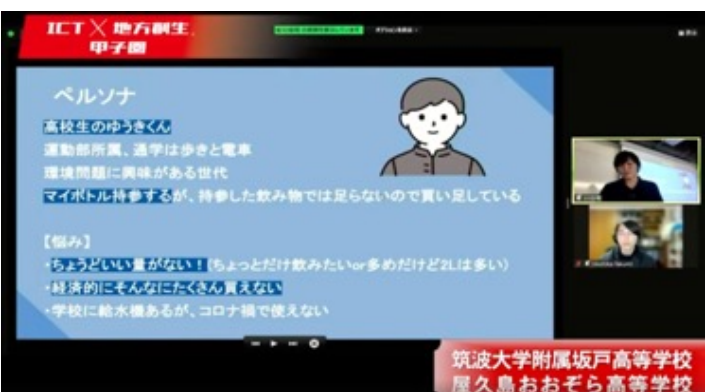 ICT×地方創生
甲子園
ペルソナ
高校生のゆうきくん
運動部所属、通学は歩きと電車
環境問題に興味がある世代
マイボトル持参するが、持参した飲み物では足らないので買い足している
【悩み】
・ちょうどいい量がない！(ちょっとだけ飲みたいor多めだけど2Lは多い)
・経済的にそんなにたくさん買えない
・学校に給水機あるが、コロナ禍で使えない
筑波大学附属坂戸高等学校
屋久島おおぞら高等学校